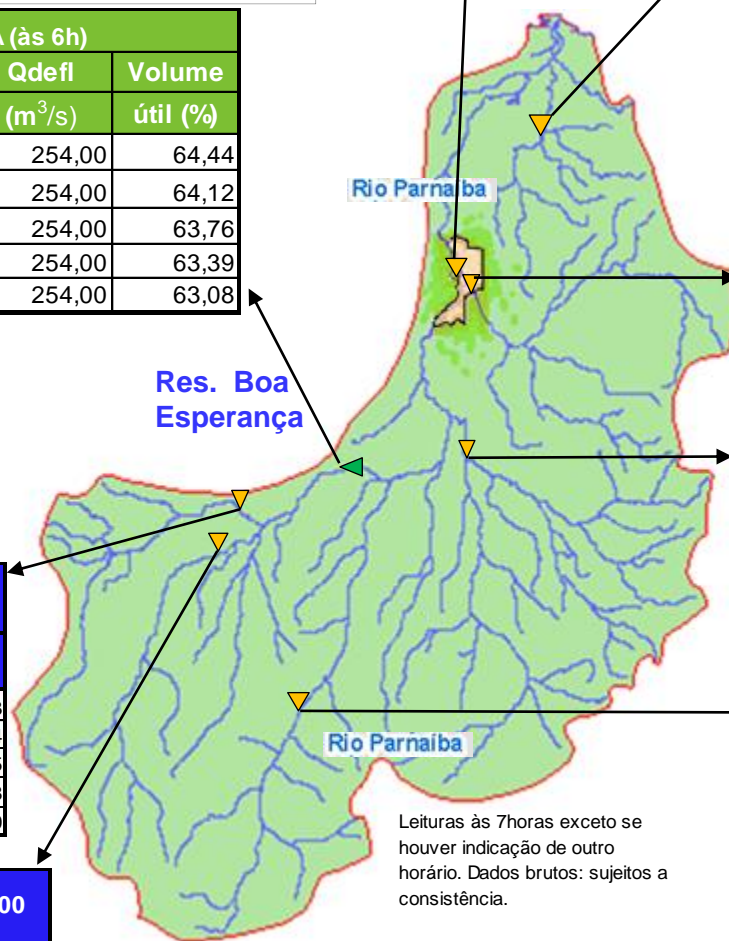 (às 6h)
Qdefl Volume
(m³/s) útil (%)
254,00 64,44
254,00 64,12
254,00 63,76
254,00 63,39
254,00 63,08
Rio Parnaíba
Res. Boa
Esperança
Rio Parnaíba
Leituras às 7horas exceto se
houver indicação de outro
horário. Dados brutos: sujeitos a
consistência.
00